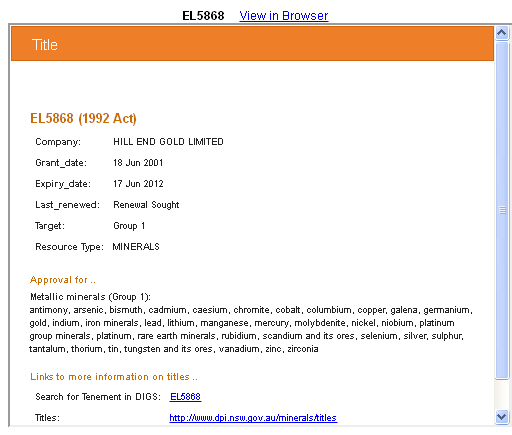 EL5868 View in Browser
Title
EL5868 (1992 Act)
Company: HILL END GOLD LIMITED
Grant_date: 18 Jun 2001
Expiry_date: 17 Jun 2012
Last_renewed: Renewal Sought
Target: Group 1
Resource Type: MINERALS
Approval for ..
Metallic minerals (Group 1):
antimony, arsenic, bismuth, cadmium, caesium, chromite, cobalt, columbium, copper, galena, germanium,
gold, indium, iron minerals, lead, lithium, manganese, mercury, molybdenite, nickel, niobium, platinum
group minerals, platinum, rare earth minerals, rubidium, scandium and its ores, selenium, silver, sulphur,
tantalum, thorium, tin, tungsten and its ores, vanadium, zinc, zirconia
Links to more information on titles ..
Search for Tenement in DIGS: EL5868
Titles: http://www.dpi.nsw.gov.au/minerals/titles